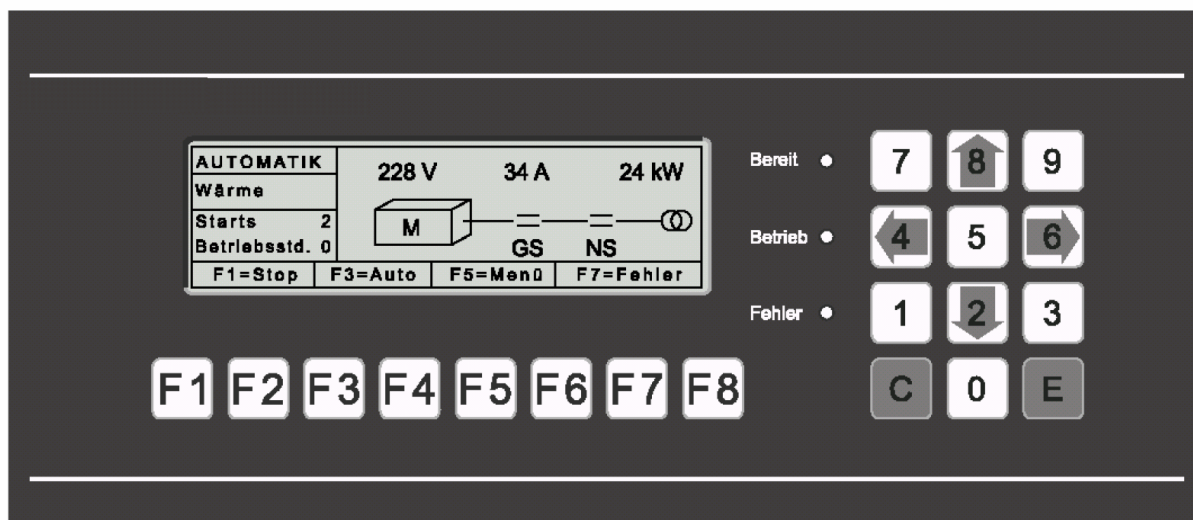 AUTOMATIK
Wärme
Starts 2
Betriebsstd. 0
228 V 34 A 24 kW
M
GS NS
F1=Stop F3=Auto F5=Menü F7=Fehler
Bereit
Betrieb
Fehler
7 8 9
4 5 6
1 2 3
C 0 E
F1 F2 F3 F4 F5 F6 F7 F8